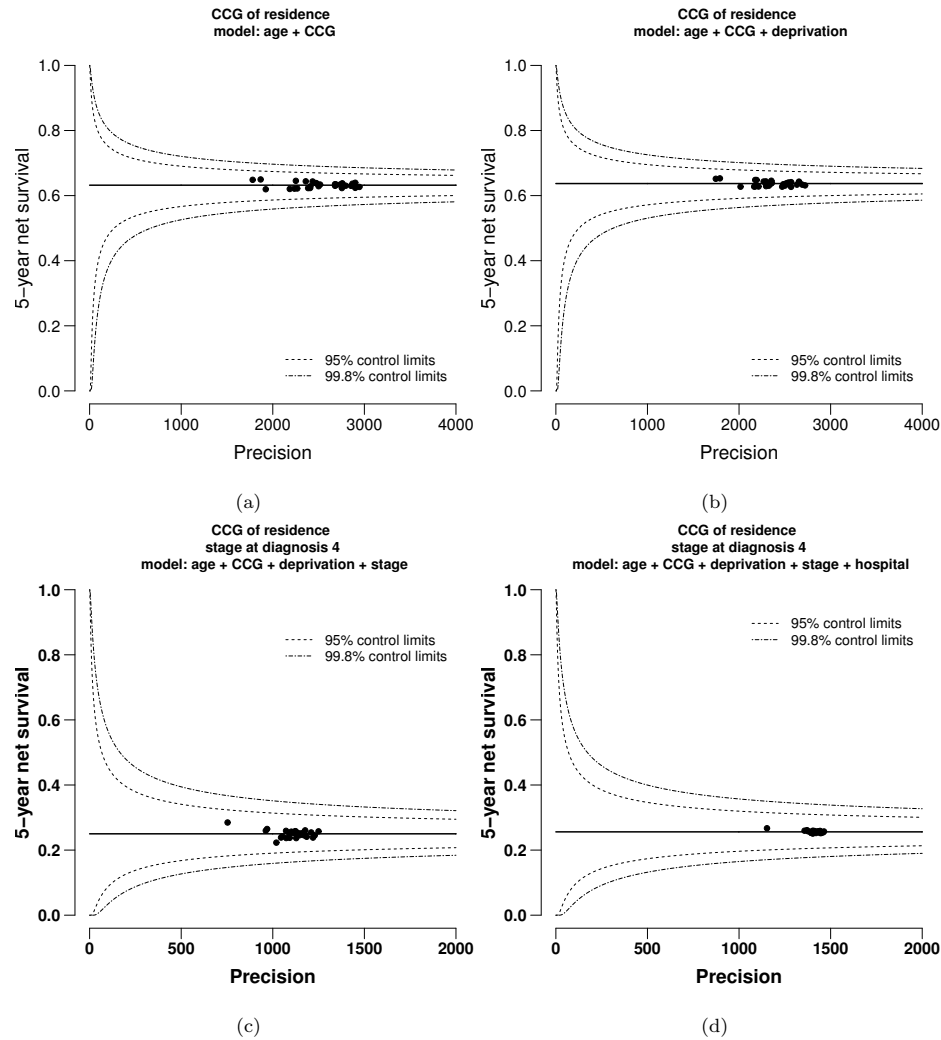 CCG of residence
model: age + CCG
5−year net survival
1.0
0.8
0.6
0.4
0.2
0.0
95% control limits
99.8% control limits
0 1000 2000 3000 4000
Precision
(a)
CCG of residence
model: age + CCG + deprivation
5−year net survival
1.0
0.8
0.6
0.4
0.2
0.0
95% control limits
99.8% control limits
0 1000 2000 3000 4000
Precision
(b)
CCG of residence
stage at diagnosis 4
model: age + CCG + deprivation + stage
5−year net survival
1.0
0.8
0.6
0.4
0.2
0.0
95% control limits
99.8% control limits
0 500 1000 1500 2000
Precision
(c)
CCG of residence
stage at diagnosis 4
model: age + CCG + deprivation + stage + hospital
5−year net survival
1.0
0.8
0.6
0.4
0.2
0.0
95% control limits
99.8% control limits
0 500 1000 1500 2000
Precision
(d)